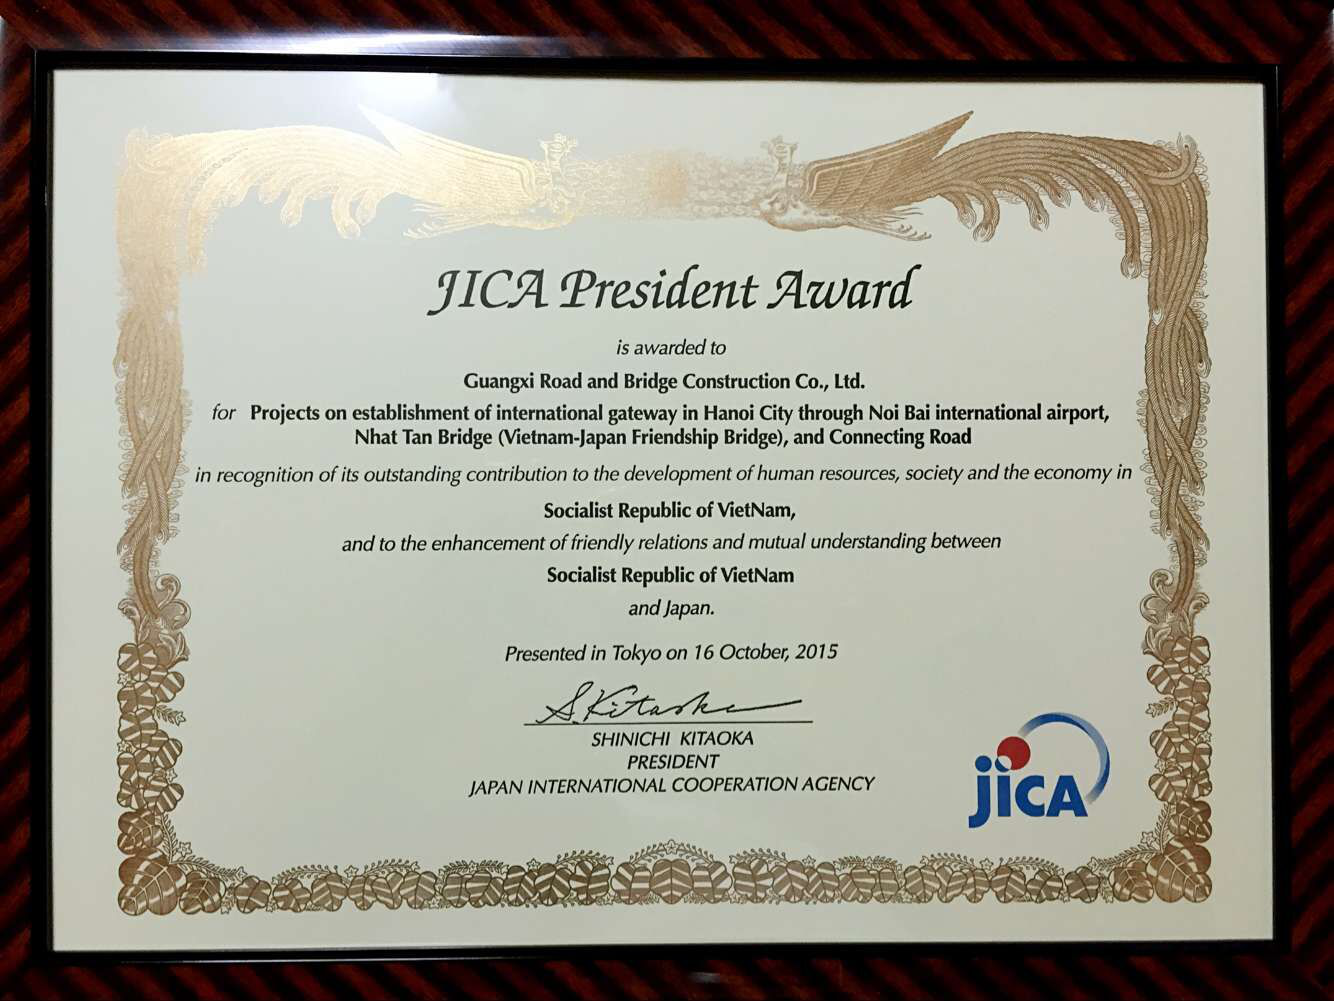 JICA President Award
is awarded to
Guangxi Road and Bridge Construction Co., Ltd.
for Projects on establishment of international gateway in Hanoi City through Noi Bai international airport,
Nhat Tan Bridge (Vietnam-Japan Friendship Bridge), and Connecting Road
in recognition of its outstanding contribution to the development of human resources, society and the economy in
Socialist Republic of VietNam,
and to the enhancement of friendly relations and mutual understanding between
Socialist Republic of VietNam
and Japan.
Presented in Tokyo on 16 October, 2015
S. Kitaoka
SHINICHI KITAOKA
PRESIDENT
JAPAN INTERNATIONAL COOPERATION AGENCY
jICA